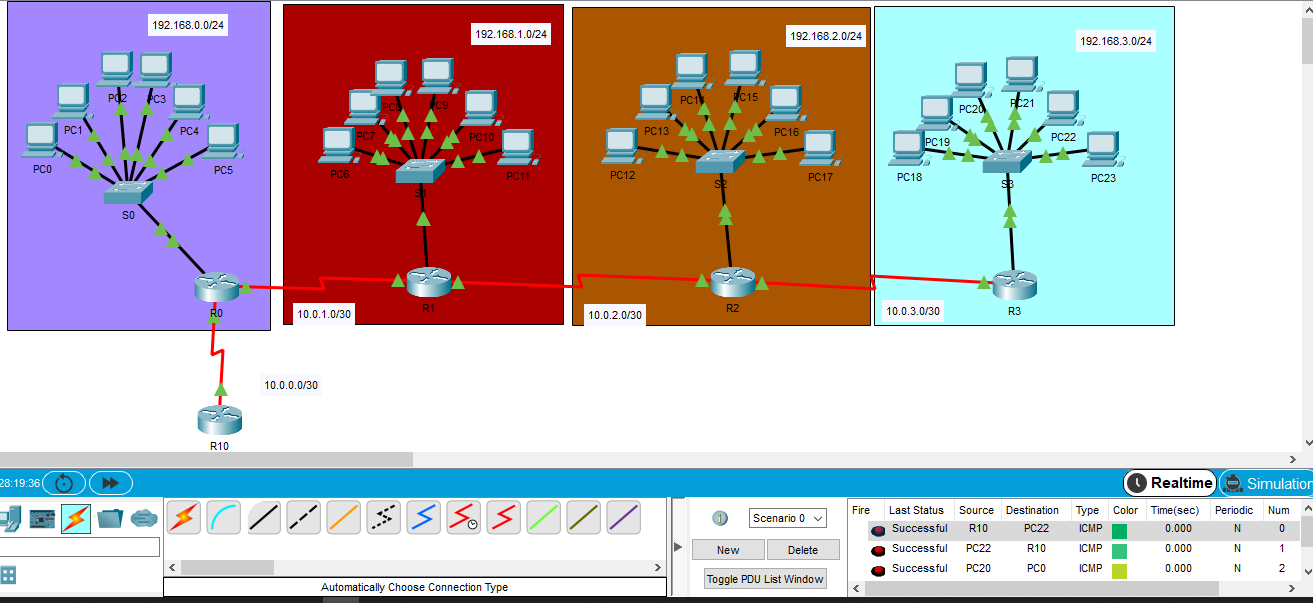 192.168.0.0/24
192.168.1.0/24
192.168.2.0/24
192.168.3.0/24
PC0
PC1
PC2
PC3
PC4
PC5
S0
R0
PC6
PC7
PC8
PC9
PC10
PC11
S1
R1
10.0.1.0/30
PC12
PC13
PC15
PC16
PC17
S2
R2
10.0.2.0/30
PC18
PC19
PC20
PC21
PC22
PC23
S3
R3
10.0.3.0/30
10.0.0.0/30
R10
28:19:36
Realtime
Simulation
Automatically Choose Connection Type
Scenario 0
New Delete
Toggle PDU List Window
Fire Last Status Source Destination Type Color Time(sec) Periodic Num
Successful R10 PC22 ICMP 0.000 N 0
Successful PC22 R10 ICMP 0.000 N 1
Successful PC20 PC0 ICMP 0.000 N 2